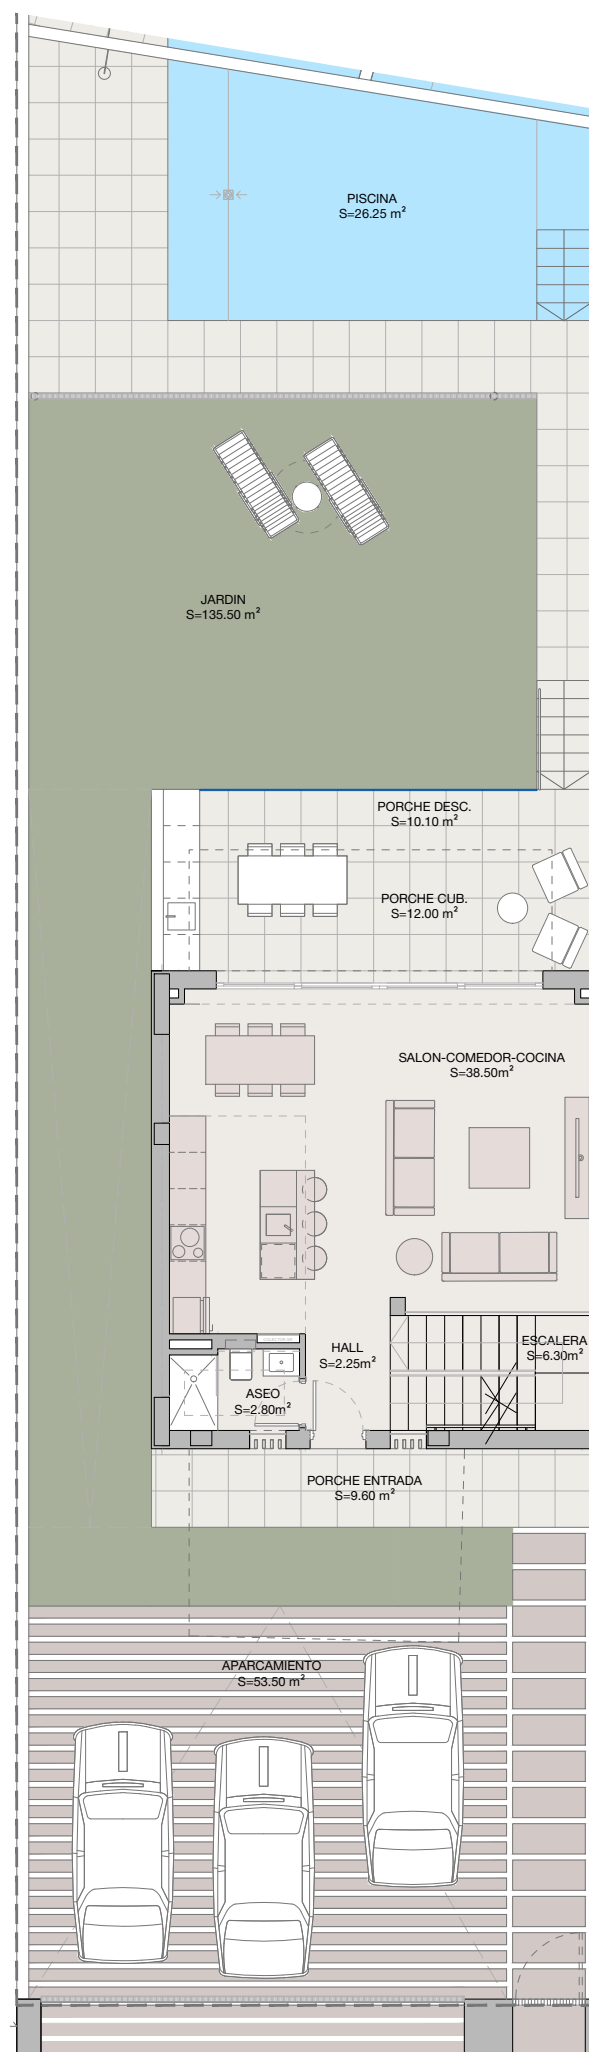 PISCINA
S=26.25 m²
JARDIN
S=135.50 m²
PORCHE DESC.
S=10.10 m²
PORCHE CUB.
S=12.00 m²
SALON-COMEDOR-COCINA
S=38.50m²
HALL
S=2.25m²
ESCALERA
S=6.30m²
ASEO
S=2.80m²
PORCHE ENTRADA
S=9.60 m²
APARCAMIENTO
S=53.50 m²